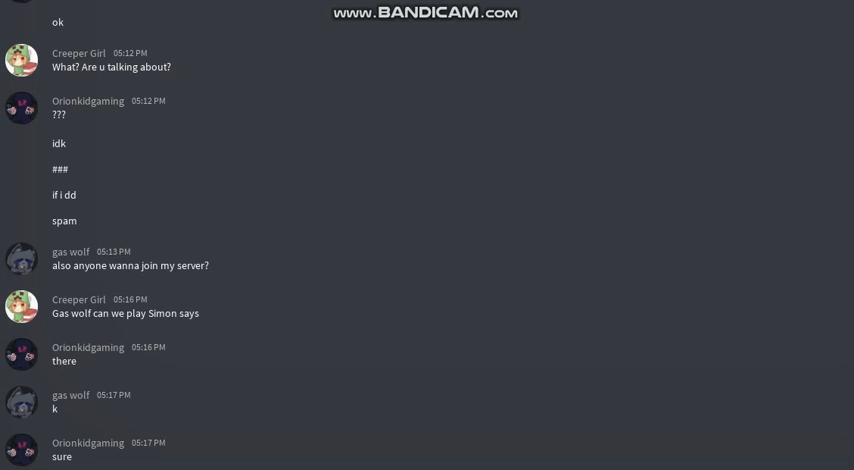 www.BANDICAM.com
ok
Creeper Girl 05:12 PM
What? Are u talking about?
Orionkidgaming 05:12 PM
???
idk
###
if i dd
spam
gas wolf 05:13 PM
also anyone wanna join my server?
Creeper Girl 05:16 PM
Gas wolf can we play Simon says
Orionkidgaming 05:16 PM
there
gas wolf 05:17 PM
k
Orionkidgaming 05:17 PM
sure